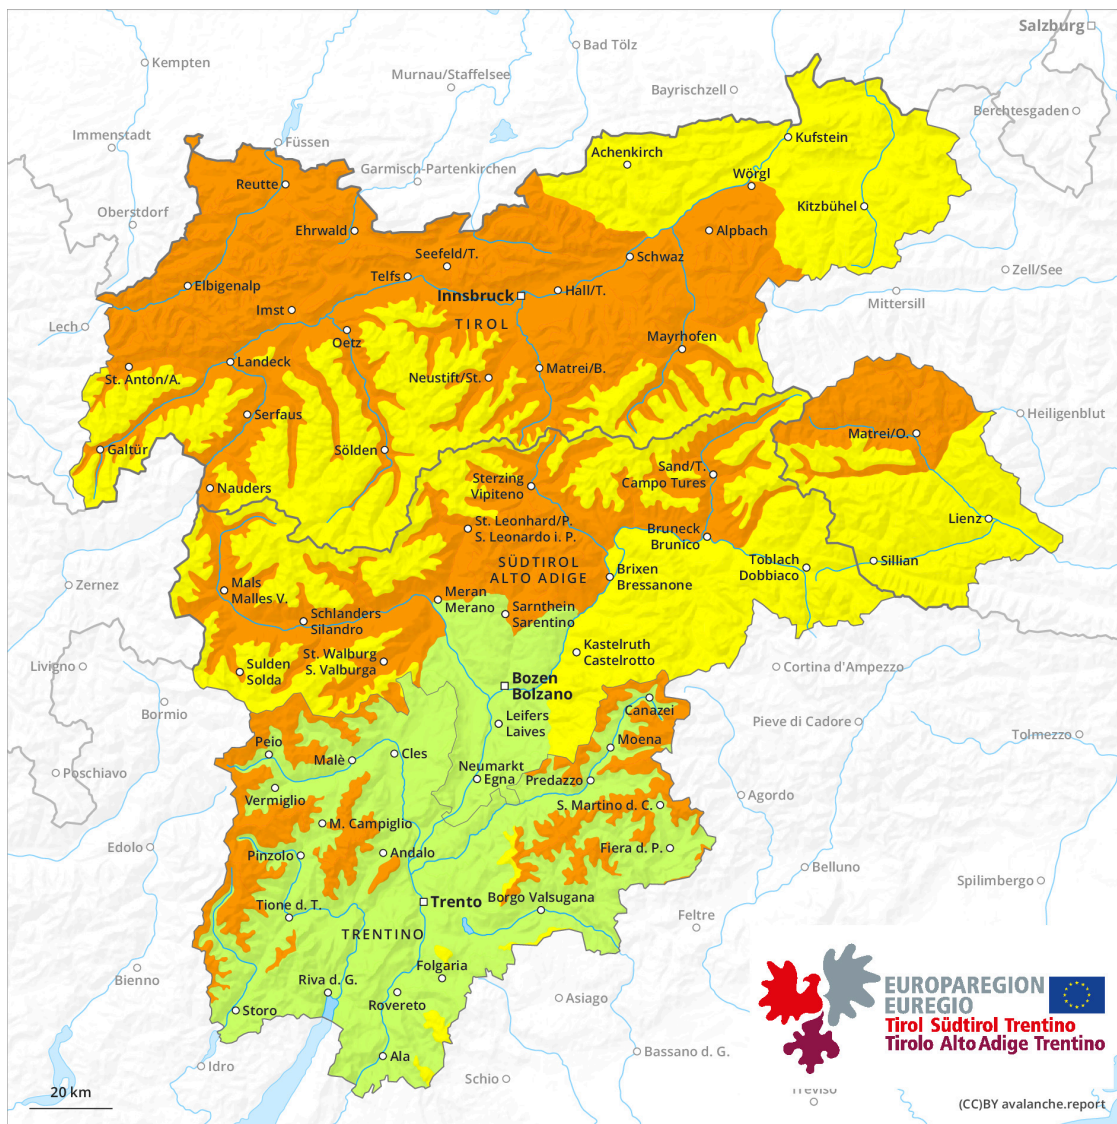 Salzburg
Bad Tölz
Kempten
Murnau/Staffelsee
Bayrischzell
Berchtesgaden
Immenstadt
Füssen
Kufstein
Achenkirch
Garmisch-Partenkirchen
Wörgl
Reutte
Kitzbühel
Oberstdorf
Ehrwald
Alpbach
Seefeld/T.
Schwaz
Zell/See
Telfs
Elbigenalp
Hall/T.
Innsbruck
Mittersill
Imst
TIROL
Lech
Oetz
Mayrhofen
Landeck
Matrei/B.
St. Anton/A.
Neustift/St.
Serfaus
Heiligenblut
Matrei/O.
Galtür
Sölden
Sand/T.
Campo Tures
Sterzing
Vipiteno
Nauders
St. Leonhard/P.
S. Leonardo i. P.
Lienz
Bruneck
Brunico
SÜDTIROL
ALTO ADIGE
Toblach
Dobbiaco
Sillian
Brixen
Bressanone
Zernez
Mals
Malles V.
Meran
Merano
Sarnthein
Sarentino
Schlanders
Silandro
Kastelruth
Castelrotto
St. Walburg
S. Valburga
Livigno
Sulden
Solda
Cortina d'Ampezzo
Bozen
Bolzano
Canazei
Bormio
Leifers
Laives
Pieve di Cadore
Tolmezzo
Peio
Moena
Cles
Malè
Neumarkt
Egna
Predazzo
Poschiavo
Vermiglio
Agordo
S. Martino d. C.
M. Campiglio
Edolo
Pinzolo
Andalo
Fiera d. P.
Belluno
Spilimbergo
Borgo Valsugana
Trento
Tione d. T.
Feltre
TRENTINO
Folgaria
Bienno
Riva d. G.
Rovereto
Asiago
Storo
Ala
Bassano d. G.
Idro
Schio
Treviso
EUROPAREGION
EUREGIO
Tirol Südtirol Trentino
Tirolo Alto Adige Trentino
20 km
(CC)BY avalanche.report